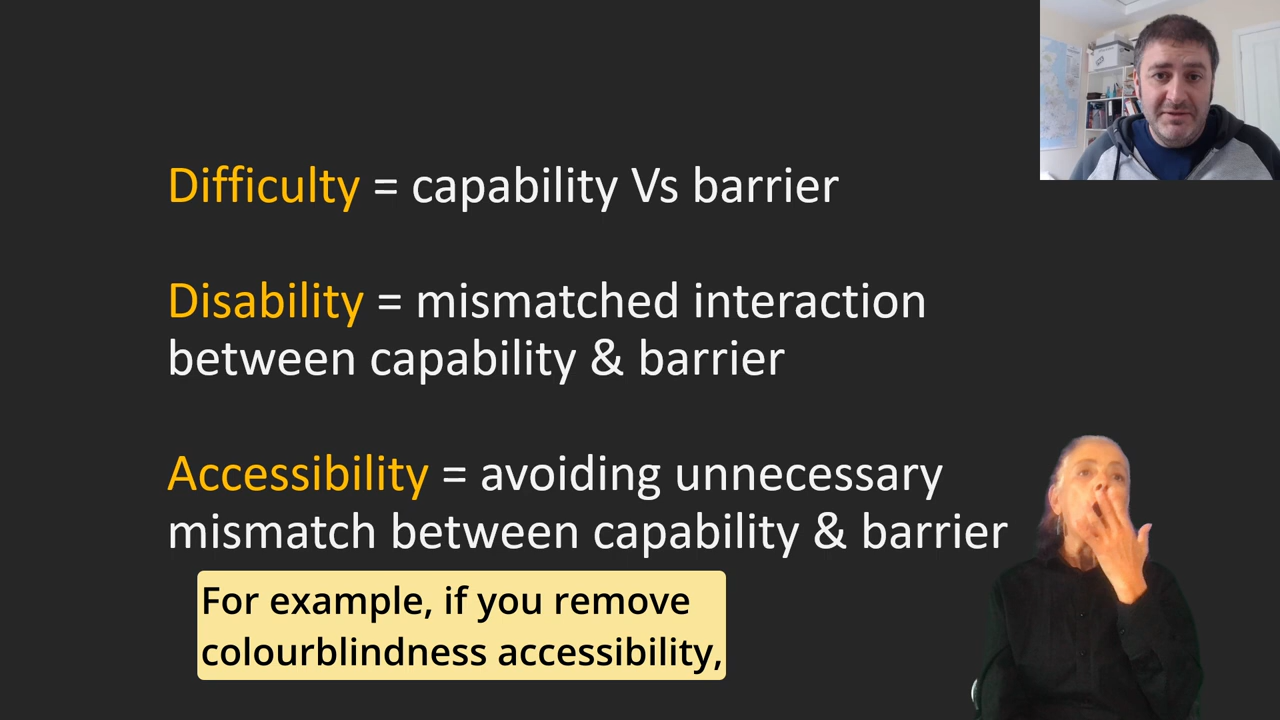 Difficulty = capability Vs barrier
Disability = mismatched interaction
between capability & barrier
Accessibility = avoiding unnecessary
mismatch between capability & barrier
For example, if you remove
colourblindness accessibility,